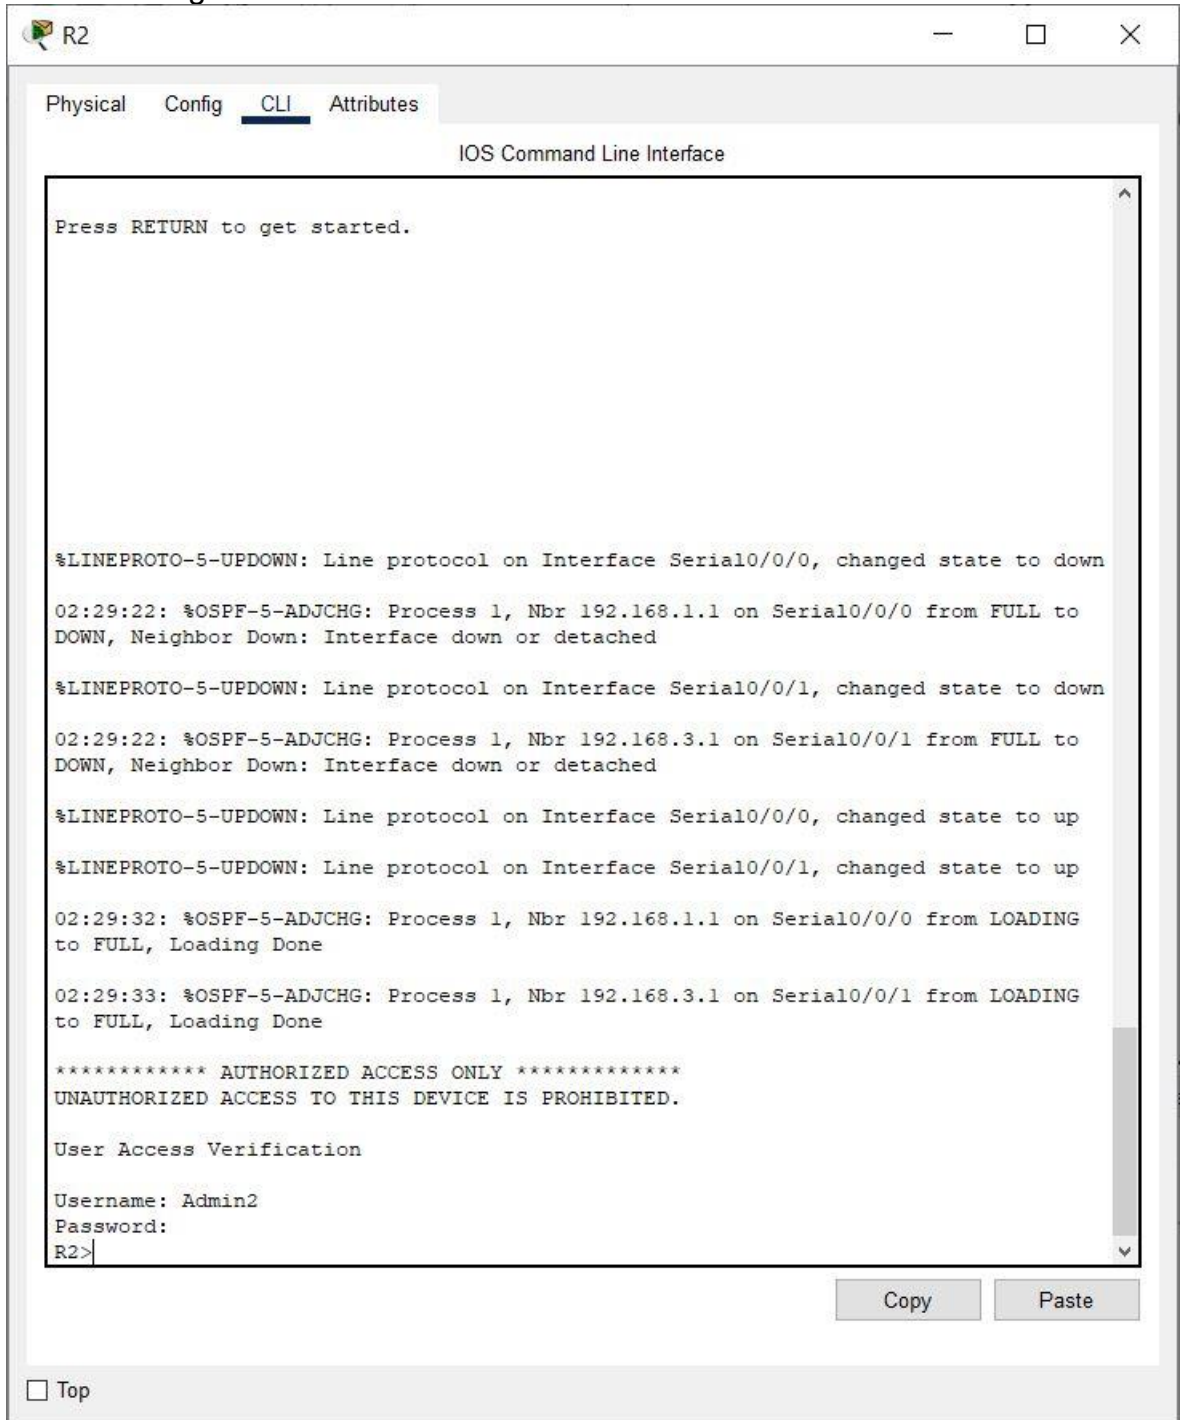 R2
Physical Config CLI Attributes
IOS Command Line Interface
Press RETURN to get started.
%LINEPROTO-5-UPDOWN: Line protocol on Interface Serial0/0/0, changed state to down
02:29:22: %OSPF-5-ADJCHG: Process 1, Nbr 192.168.1.1 on Serial0/0/0 from FULL to
DOWN, Neighbor Down: Interface down or detached
%LINEPROTO-5-UPDOWN: Line protocol on Interface Serial0/0/1, changed state to down
02:29:22: %OSPF-5-ADJCHG: Process 1, Nbr 192.168.3.1 on Serial0/0/1 from FULL to
DOWN, Neighbor Down: Interface down or detached
%LINEPROTO-5-UPDOWN: Line protocol on Interface Serial0/0/0, changed state to up
%LINEPROTO-5-UPDOWN: Line protocol on Interface Serial0/0/1, changed state to up
02:29:32: %OSPF-5-ADJCHG: Process 1, Nbr 192.168.1.1 on Serial0/0/0 from LOADING
to FULL, Loading Done
02:29:33: %OSPF-5-ADJCHG: Process 1, Nbr 192.168.3.1 on Serial0/0/1 from LOADING
to FULL, Loading Done
************ AUTHORIZED ACCESS ONLY *************
UNAUTHORIZED ACCESS TO THIS DEVICE IS PROHIBITED.
User Access Verification
Username: Admin2
Password:
R2>
Copy Paste
Top